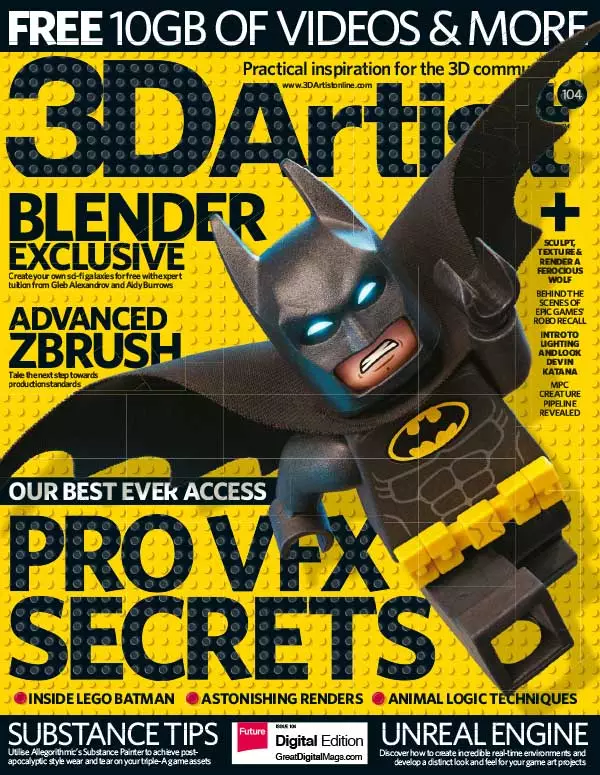 FREE 10GB OF VIDEOS & MORE
Practical inspiration for the 3D commu
www.3DArtistonline.com
3DArtist
104
BLENDER
EXCLUSIVE
Create your own sci-fi galaxies for free with expert
tuition from Gleb Alexandrov and Aidy Burrows
ADVANCED
ZBRUSH
Take the next step towards
production standards
+
SCULPT,
TEXTURE &
RENDER A
FEROCIOUS
WOLF
BEHIND THE
SCENES OF
EPIC GAMES'
ROBO RECALL
INTRO TO
LIGHTING
AND LOOK
DEV IN
KATANA
MPC
CREATURE
PIPELINE
REVEALED
OUR BEST EVER ACCESS
PRO VFX
SECRETS
INSIDE LEGO BATMAN
ASTONISHING RENDERS
ANIMAL LOGIC TECHNIQUES
SUBSTANCE TIPS
Utilise Allegorithmic's Substance Painter to achieve post-
apocalyptic style wear and tear on your triple-A game assets
Future
ISSUE 104
Digital Edition
GreatDigitalMags.com
UNREAL ENGINE
Discover how to create incredible real-time environments and
develop a distinct look and feel for your game art projects